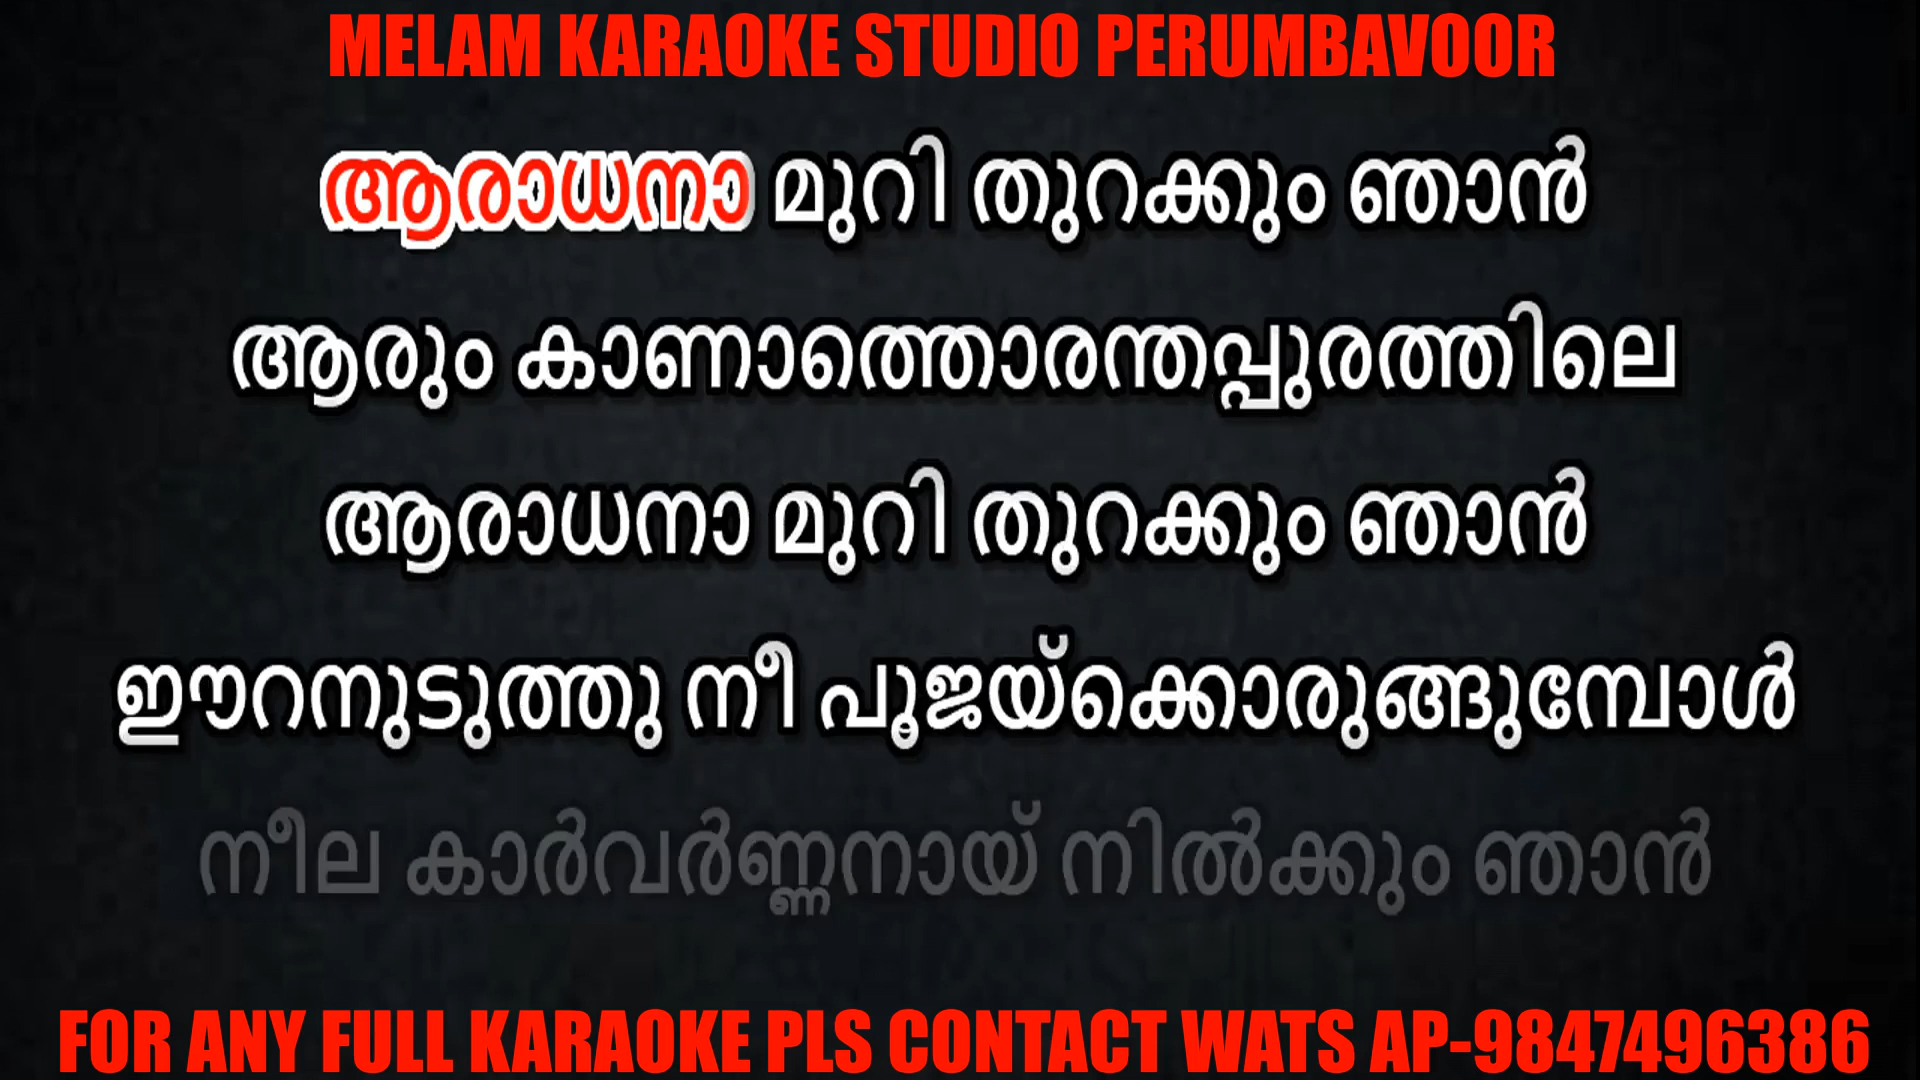 MELAM KARAOKE STUDIO PERUMBAVOOR
ആരാധനാ മുറി തുറക്കും ഞാൻ
ആരും കാണാത്തൊരന്തപ്പുരത്തിലെ
ആരാധനാ മുറി തുറക്കും ഞാൻ
ഈറനുടുത്തു നീ പൂജയ്ക്കൊരുങ്ങുമ്പോൾ
നീല കാർവർണ്ണനായ് നിൽക്കും ഞാൻ
FOR ANY FULL KARAOKE PLS CONTACT WATS AP-9847496386